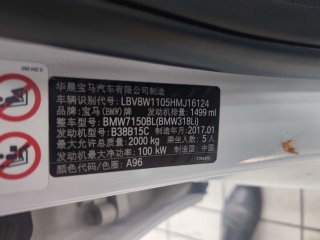 华晨宝马汽车有限公司制造
车辆识别代号: LBV8W1105HMJ16124
品牌: 宝马(BMW) 发动机排量: 1499 ml
整车型号: BMW7150BL(BMW318LI)
发动机型号: B38B15C 制造年月: 2017.01
最大允许总质量: 2000 kg 乘坐人数: 5 人
发动机最大净功率: 100 kW 制造国: 中国
颜色代号/色圈: A96